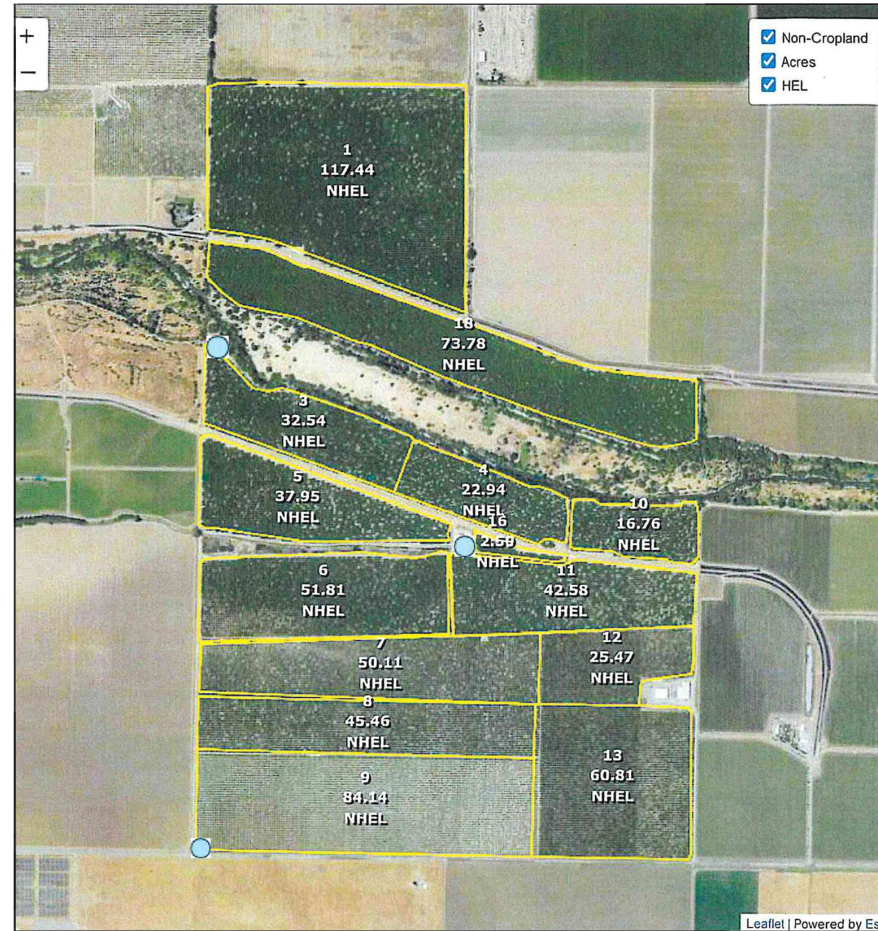 +
−
Non-Cropland
Acres
HEL
1
117.44
NHEL
18
73.78
NHEL
3
32.54
NHEL
4
22.94
NHEL
5
37.95
NHEL
10
16.76
NHEL
16
2.59
NHEL
6
51.81
NHEL
11
42.58
NHEL
7
50.11
NHEL
12
25.47
NHEL
8
45.46
NHEL
13
60.81
NHEL
9
84.14
NHEL
Leaflet | Powered by Es